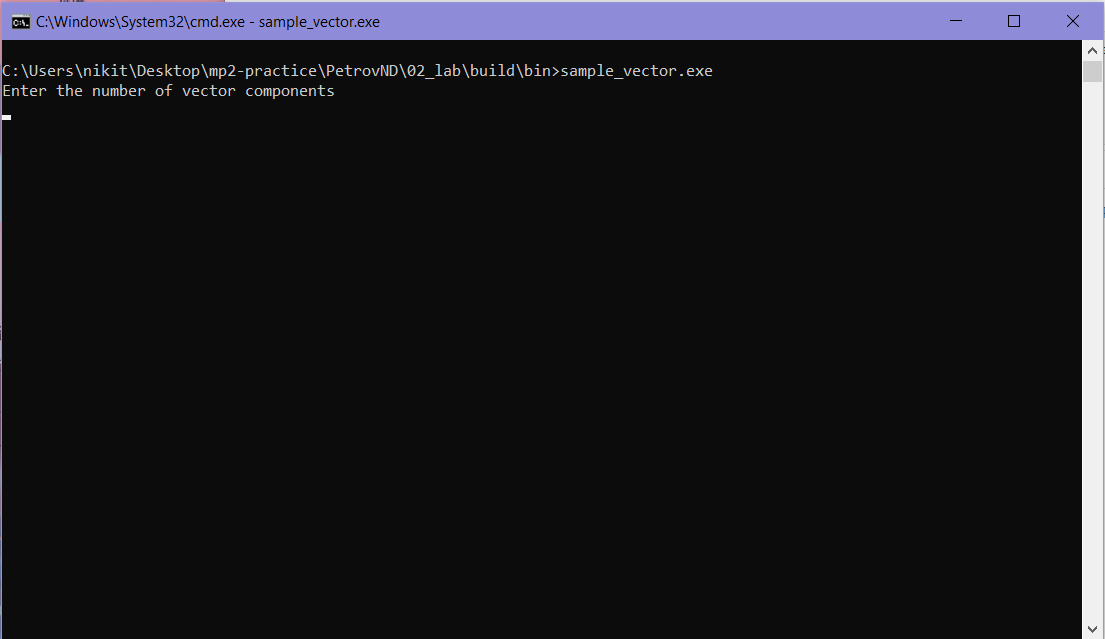 C:\Windows\System32\cmd.exe - sample_vector.exe
C:\Users\nikit\Desktop\mp2-practice\PetrovND\02_lab\build\bin>sample_vector.exe
Enter the number of vector components